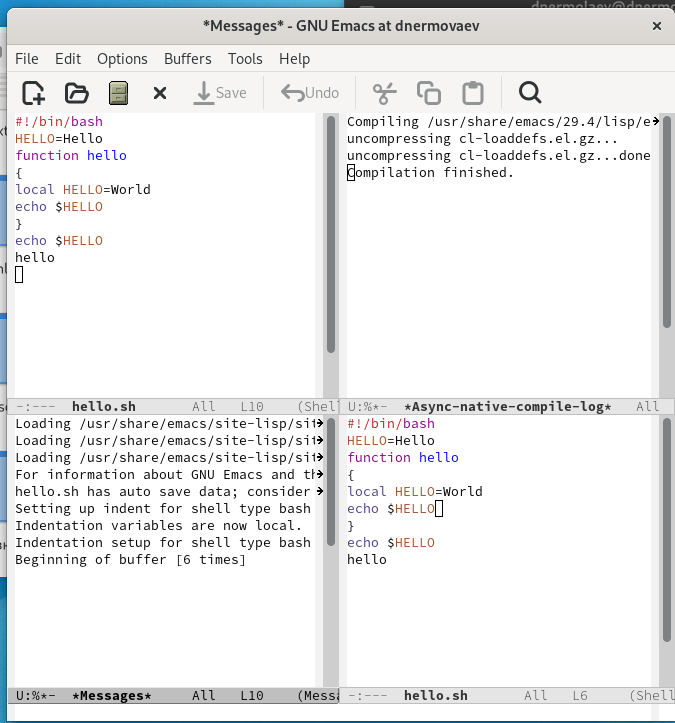 dnermolaev@dnermo
*Messages* - GNU Emacs at dnermovaev
File Edit Options Buffers Tools Help
Save Undo
#!/bin/bash
HELLO=Hello
function hello
{
local HELLO=World
echo $HELLO
}
echo $HELLO
hello
-:--- hello.sh All L10 (Shel
Compiling /usr/share/emacs/29.4/lisp/e
uncompressing cl-loaddefs.el.gz...
uncompressing cl-loaddefs.el.gz...done
Compilation finished.
U:%*- *Async-native-compile-log* All
Loading /usr/share/emacs/site-lisp/sit
Loading /usr/share/emacs/site-lisp/sit
Loading /usr/share/emacs/site-lisp/sit
For information about GNU Emacs and th
hello.sh has auto save data; consider
Setting up indent for shell type bash
Indentation variables are now local.
Indentation setup for shell type bash
Beginning of buffer [6 times]
U:%*- *Messages* All L10 (Messa
#!/bin/bash
HELLO=Hello
function hello
{
local HELLO=World
echo $HELLO
}
echo $HELLO
hello
-:--- hello.sh All L6 (Shell